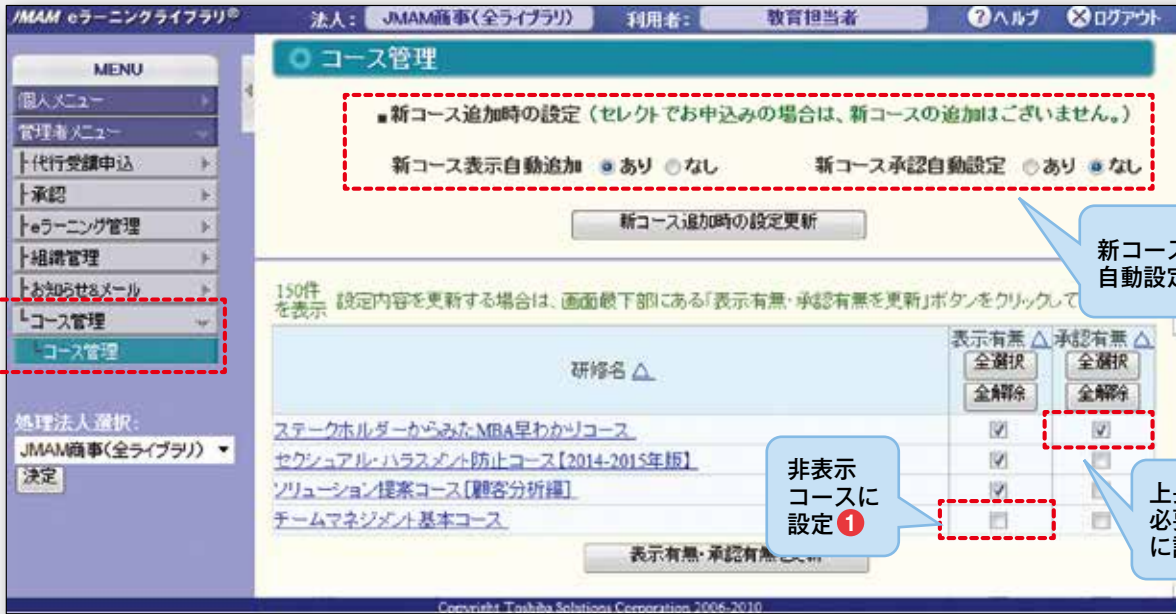 JMAM eラーニングライブラリ®
法人: JMAM商事(全ライブラリ) 利用者: 教育担当者 ?ヘルプ ×ログアウト
MENU
個人メニュー
管理者メニュー
├代行受講申込
├承認
├eラーニング管理
├組織管理
├お知らせ&メール
└コース管理
└コース管理
処理法人選択:
JMAM商事(全ライブラリ) ▼
決定
コース管理
■新コース追加時の設定(セレクトでお申込みの場合は、新コースの追加はございません。)
新コース表示自動追加 あり なし 新コース承認自動設定 あり なし
新コース追加時の設定更新
新コース
自動設定
150件を表示 設定内容を更新する場合は、画面最下部にある「表示有無・承認有無を更新」ボタンをクリックして
研修名 △ 表示有無 △ 承認有無 △
全選択 全選択
全解除 全解除
ステークホルダーからみたMBA早わかりコース
セクシュアル・ハラスメント防止コース【2014-2015年版】
ソリューション提案コース[顧客分析編]
チームマネジメント基本コース
非表示
コースに
設定❶
上
必
に
表示有無・承認有無を更新
Copyright Toshiba Solutions Corporation 2006-2010